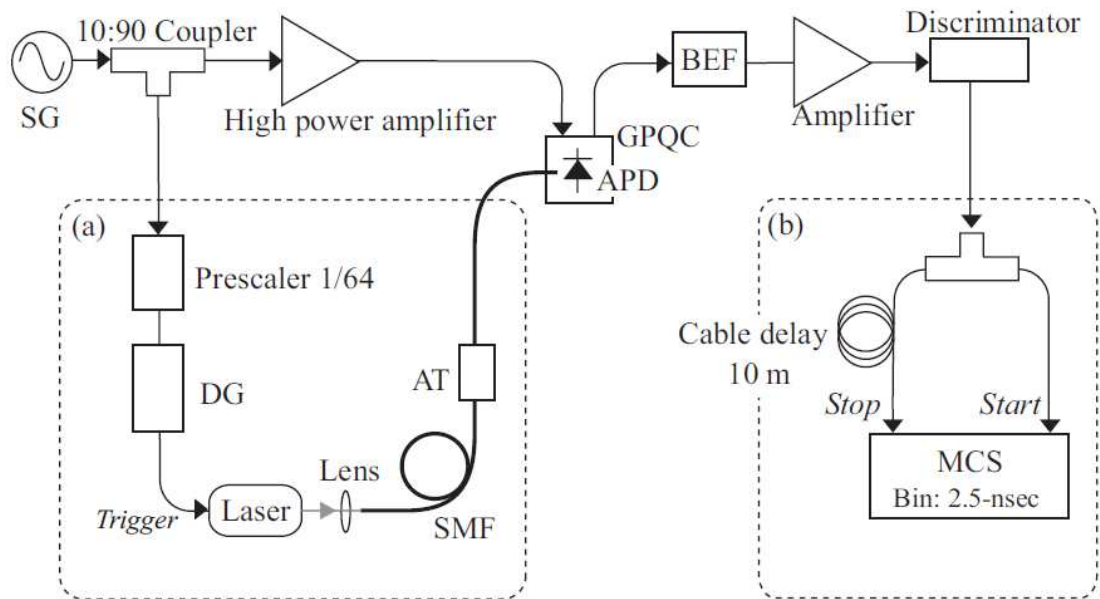 10:90 Coupler
SG
High power amplifier
GPQC
APD
BEF
Amplifier
Discriminator
(a)
Prescaler 1/64
DG
Trigger
Laser
Lens
SMF
AT
(b)
Cable delay
10 m
Stop
Start
MCS
Bin: 2.5-nsec